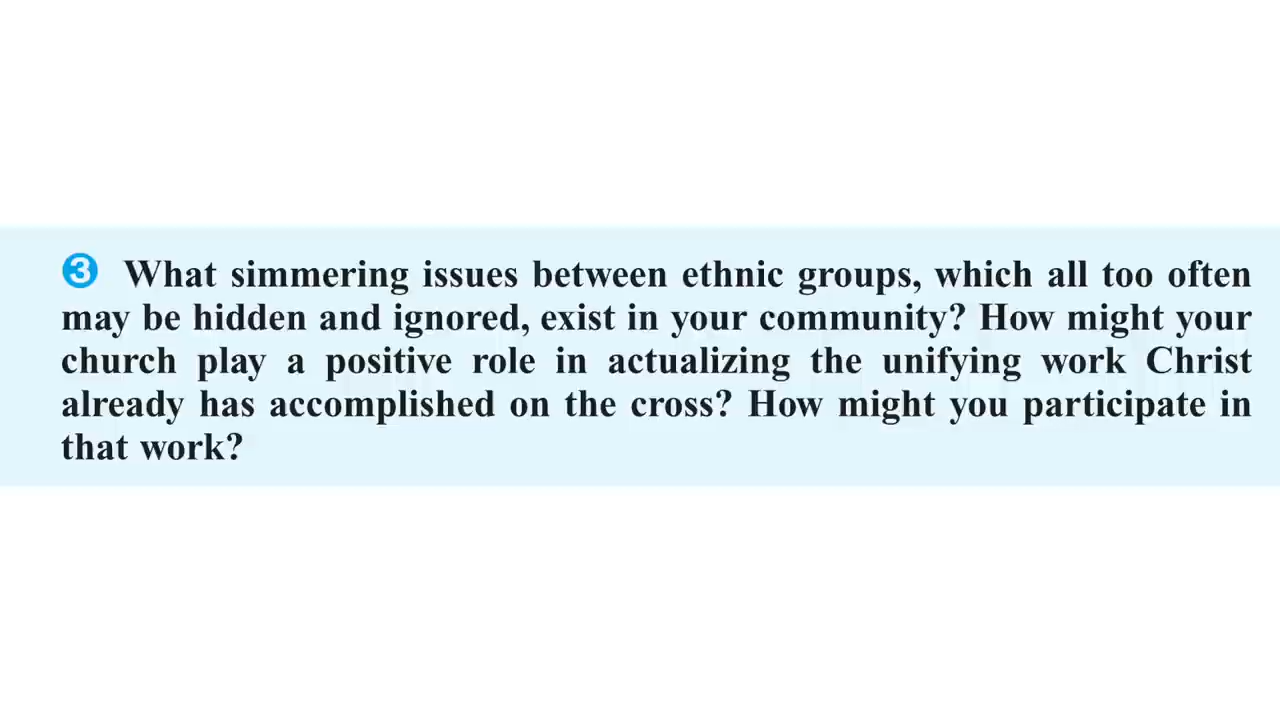 3 What simmering issues between ethnic groups, which all too often
may be hidden and ignored, exist in your community? How might your
church play a positive role in actualizing the unifying work Christ
already has accomplished on the cross? How might you participate in
that work?